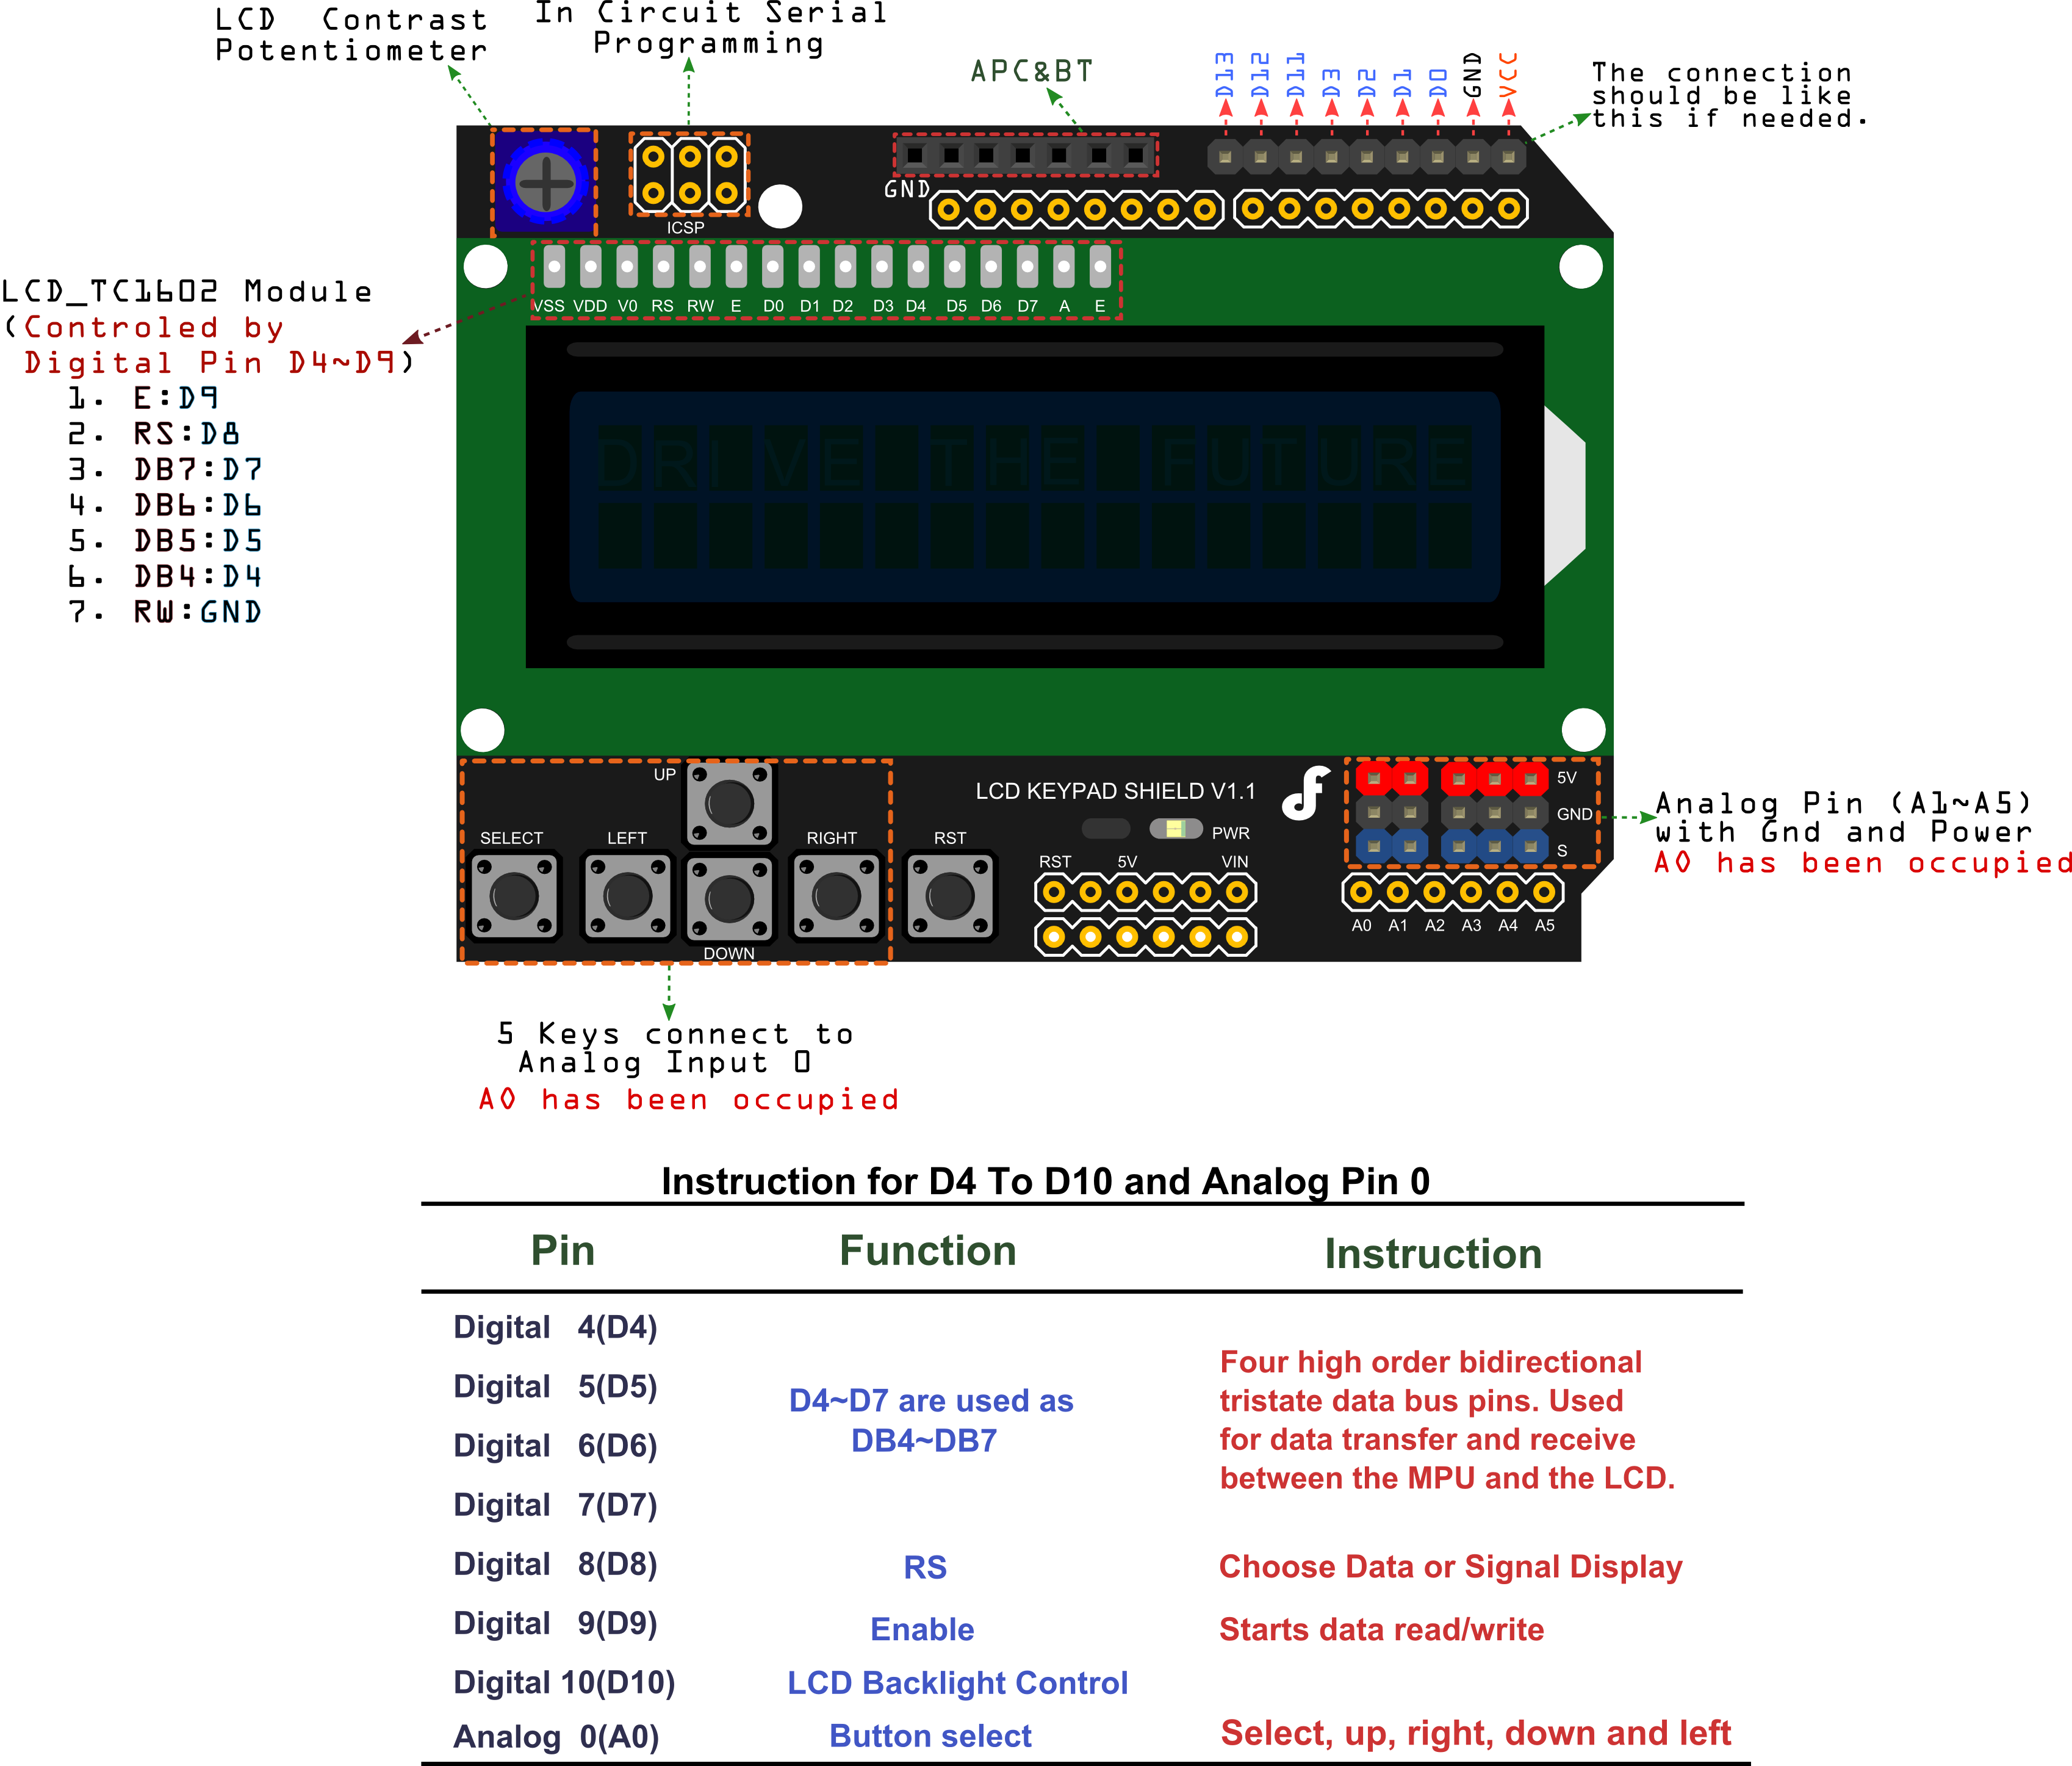 LCD Contrast
Potentiometer
In Circuit Serial
Programming
APC&BT
D13 D12 D11 D3 D2 D1 D0 GND VCC
The connection
should be like
this if needed.
GND
ICSP
VSS VDD V0 RS RW E D0 D1 D2 D3 D4 D5 D6 D7 A E
LCD_TC1602 Module
(Controled by
Digital Pin D4~D9)
1. E:D9
2. RS:D8
3. DB7:D7
4. DB6:D6
5. DB5:D5
6. DB4:D4
7. RW:GND
DRIVE THE FUTURE
UP
SELECT LEFT RIGHT RST
DOWN
LCD KEYPAD SHIELD V1.1
PWR
RST 5V VIN
5V
GND
S
A0 A1 A2 A3 A4 A5
Analog Pin (A1~A5)
with Gnd and Power
A0 has been occupied
5 Keys connect to
Analog Input 0
A0 has been occupied
Instruction for D4 To D10 and Analog Pin 0
Pin Function Instruction
Digital 4(D4)
Digital 5(D5)
Digital 6(D6)
Digital 7(D7)
D4~D7 are used as
DB4~DB7
Four high order bidirectional
tristate data bus pins. Used
for data transfer and receive
between the MPU and the LCD.
Digital 8(D8) RS Choose Data or Signal Display
Digital 9(D9) Enable Starts data read/write
Digital 10(D10) LCD Backlight Control
Analog 0(A0) Button select Select, up, right, down and left